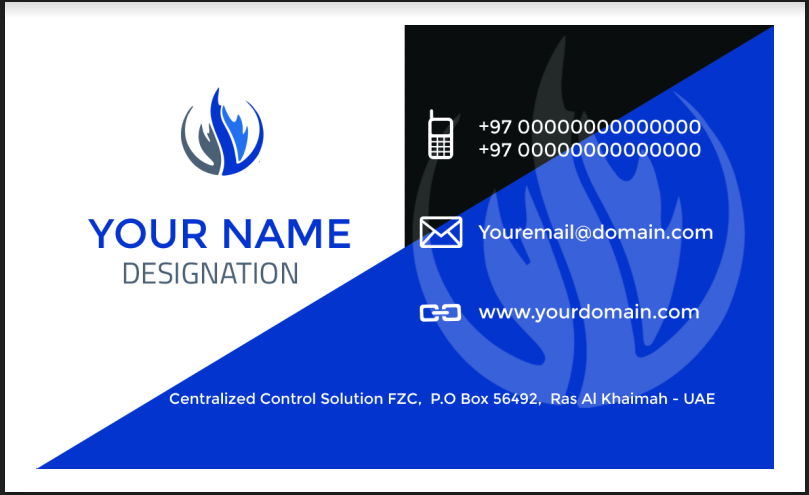 YOUR NAME
DESIGNATION
+97 00000000000000
+97 00000000000000
Youremail@domain.com
www.yourdomain.com
Centralized Control Solution FZC, P.O Box 56492, Ras Al Khaimah - UAE